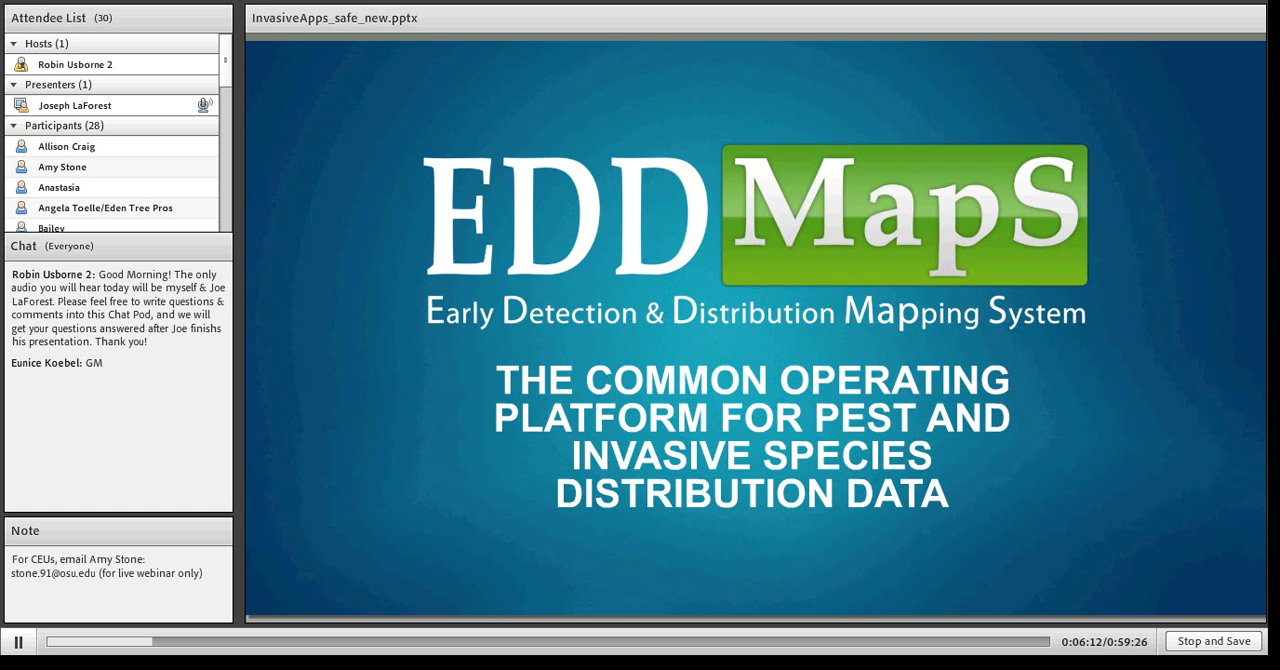 Attendee List (30)
Hosts (1)
Robin Usborne 2
Presenters (1)
Joseph LaForest
Participants (28)
Allison Craig
Amy Stone
Anastasia
Angela Toelle/Eden Tree Pros
Bailey
Chat (Everyone)
Robin Usborne 2: Good Morning! The only
audio you will hear today will be myself & Joe
LaForest. Please feel free to write questions &
comments into this Chat Pod, and we will
get your questions answered after Joe finishs
his presentation. Thank you!
Eunice Koebel: GM
Note
For CEUs, email Amy Stone:
stone.91@osu.edu (for live webinar only)
InvasiveApps_safe_new.pptx
EDDMapS
Early Detection & Distribution Mapping System
THE COMMON OPERATING
PLATFORM FOR PEST AND
INVASIVE SPECIES
DISTRIBUTION DATA
0:06:12/0:59:26
Stop and Save